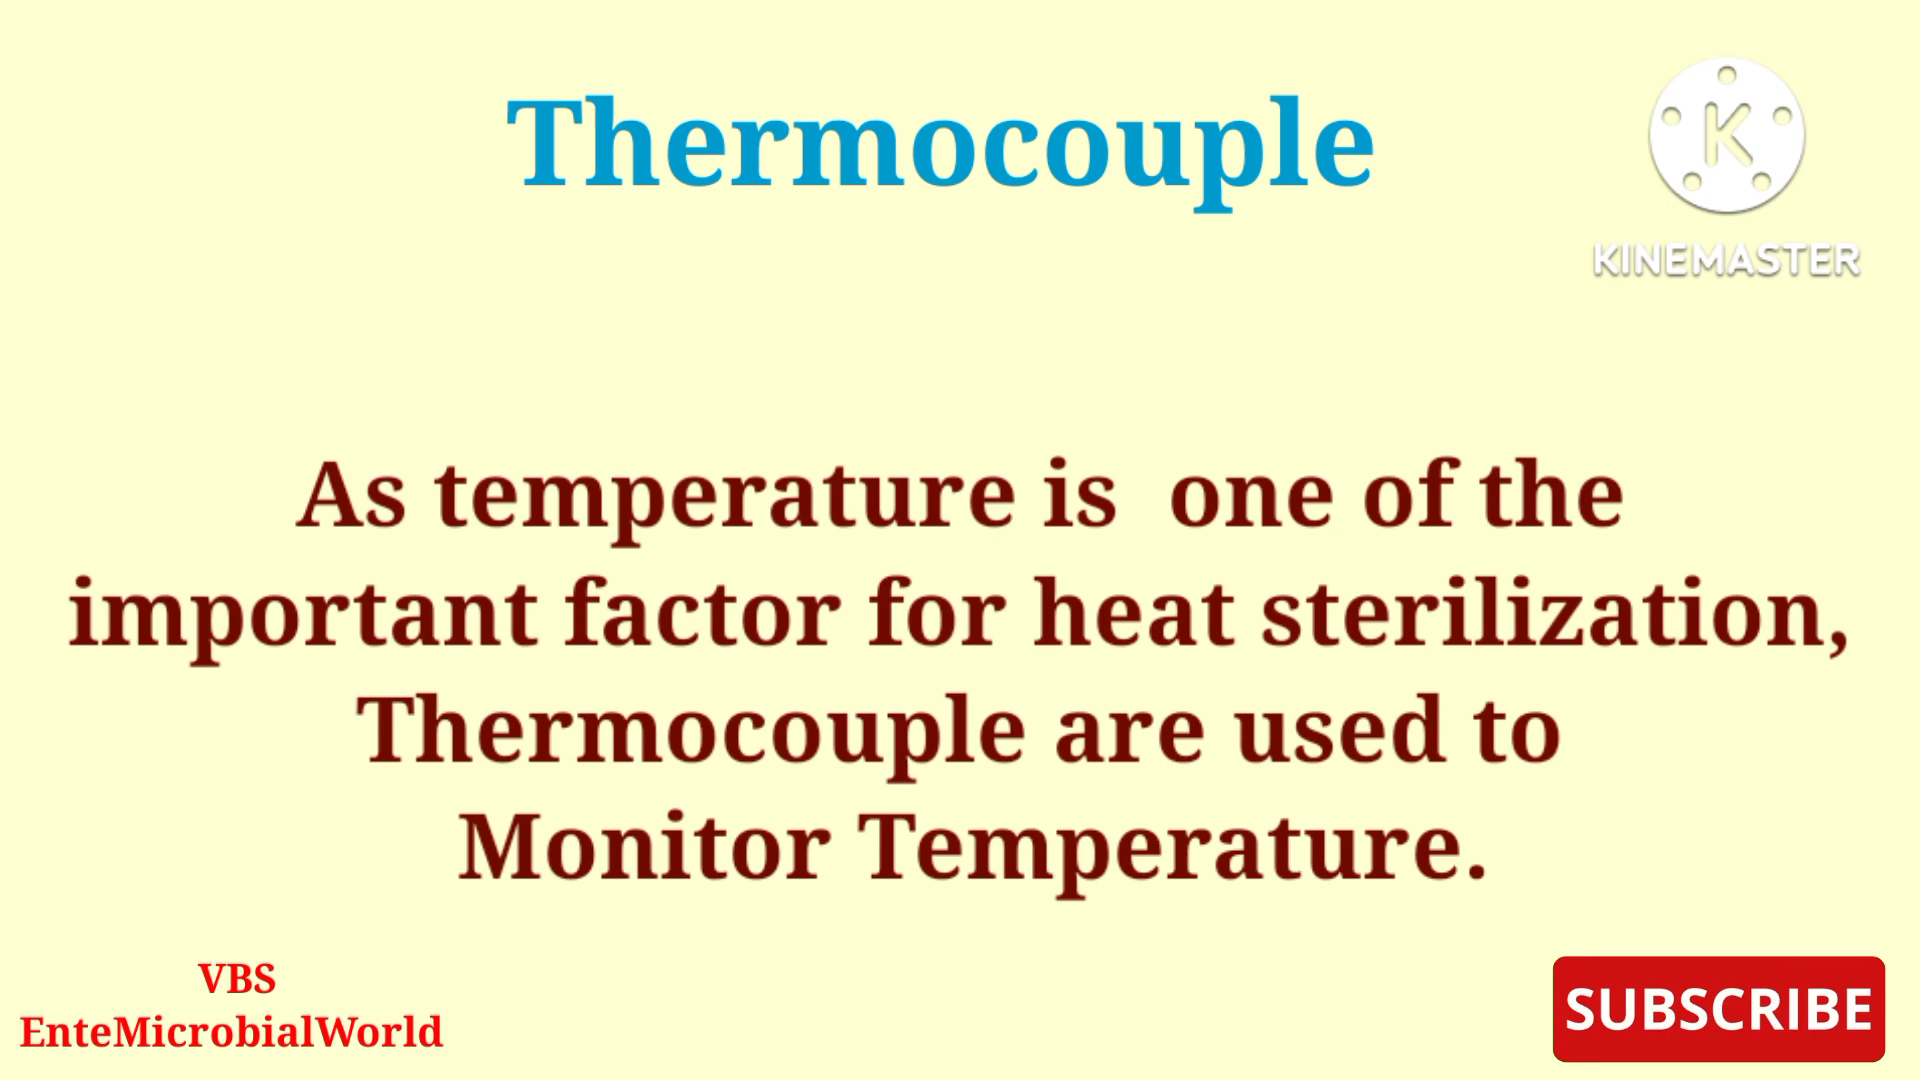 Thermocouple
K
KINEMASTER
As temperature is  one of the
important factor for heat sterilization,
Thermocouple are used to
Monitor Temperature.
VBS
EnteMicrobialWorld
SUBSCRIBE